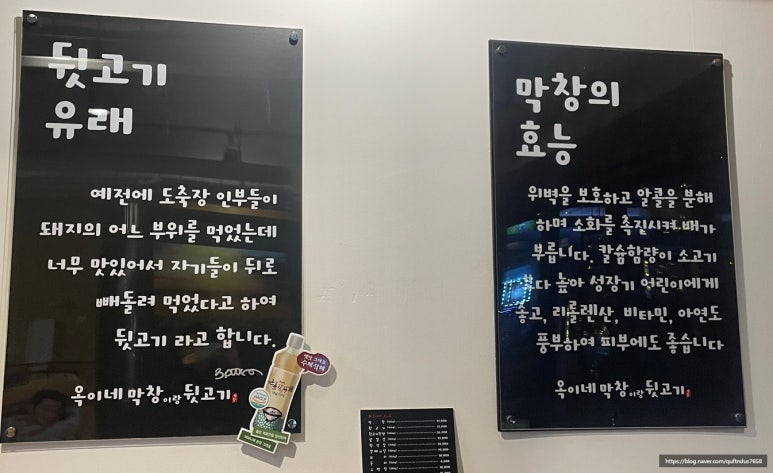 뒷고기
유래
예전에 도축장 인부들이
돼지의 어느 부위를 먹었는데
너무 맛있어서 자기들이 뒤로
빼돌려 먹었다고 하여
뒷고기 라고 합니다.
옥이네 막창이랑 뒷고기
막창의
효능
위벽을 보호하고 알콜을 분해
하며 소화를 촉진시켜 배가
부릅니다. 칼슘함량이 소고기
보다 높아 성장기 어린이에게
좋고, 리롤렌산, 비타민, 아연도
풍부하여 피부에도 좋습니다
옥이네 막창이랑 뒷고기
https://blog.naver.com/quftndus7658